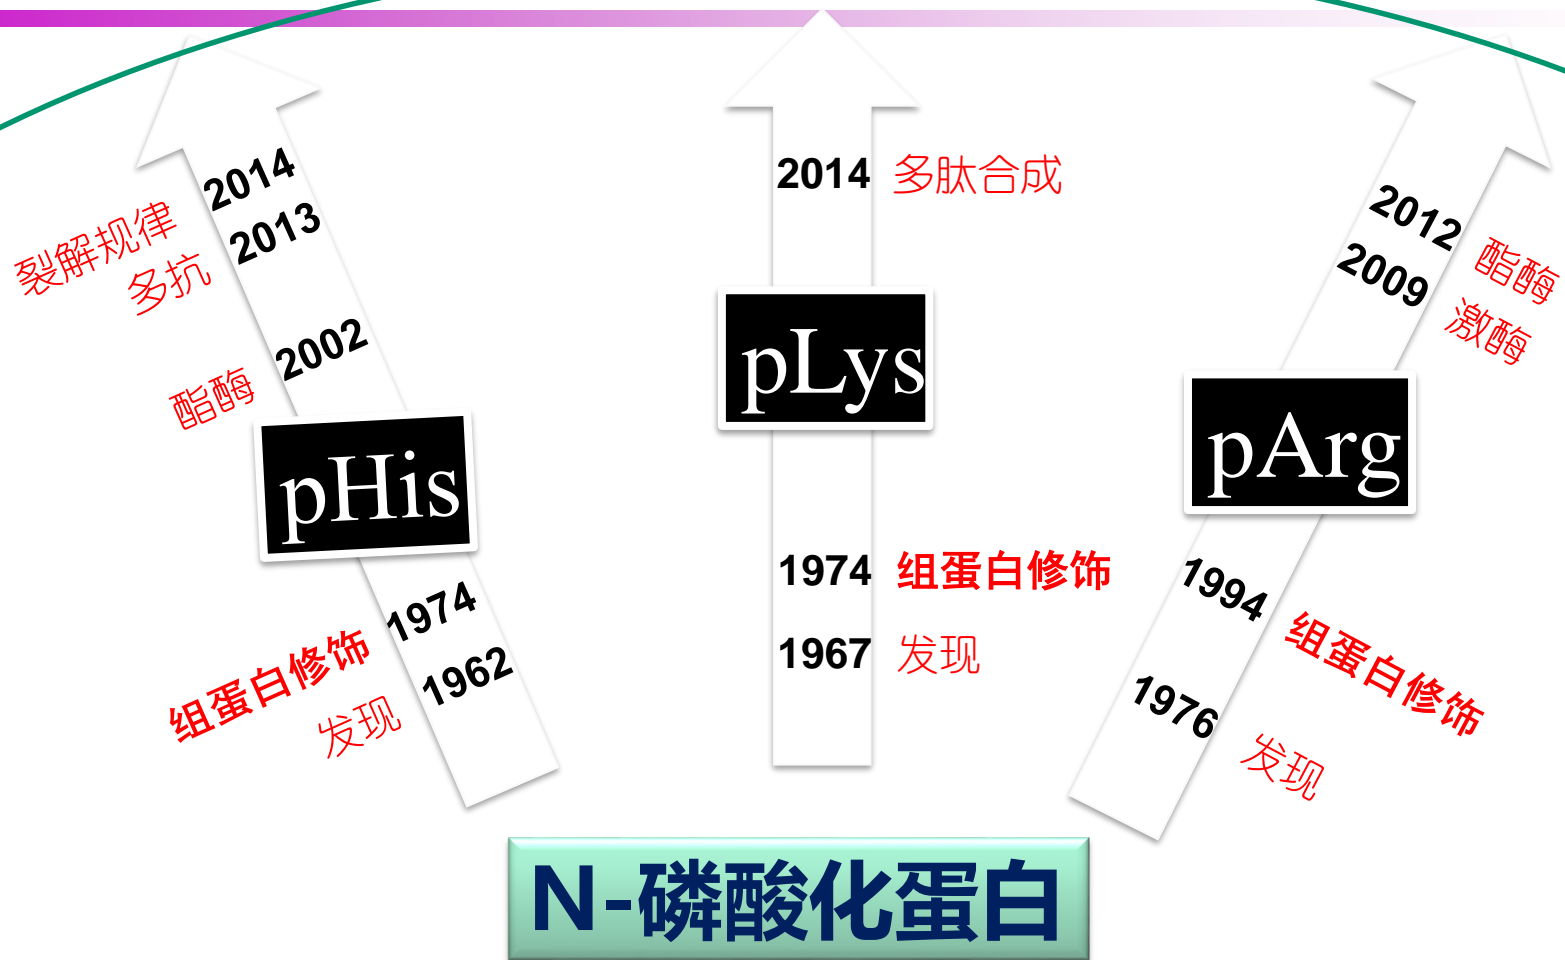 2014 裂解规律
2013 多抗
2002 酯酶
pHis
1974 组蛋白修饰
1962 发现
2014 多肽合成
pLys
1974 组蛋白修饰
1967 发现
2012 酯酶
2009 激酶
pArg
1994 组蛋白修饰
1976 发现
N-磷酸化蛋白